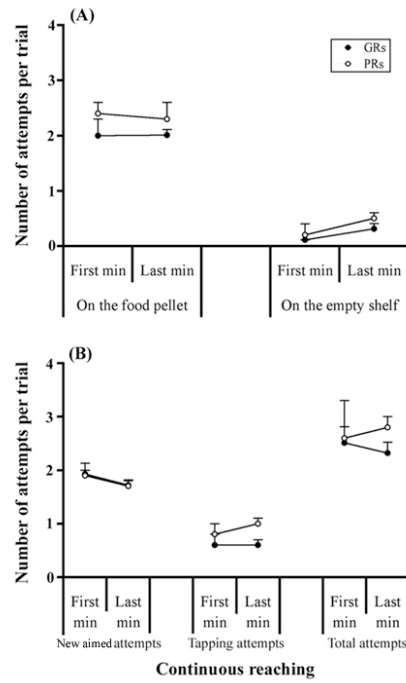 (A)
Number of attempts per trial
4
3
2
1
0
GRs
PRs
First min Last min First min Last min
On the food pellet On the empty shelf
(B)
Number of attempts per trial
4
3
2
1
0
First Last First Last First Last
min min min min min min
New aimed attempts Tapping attempts Total attempts
Continuous reaching